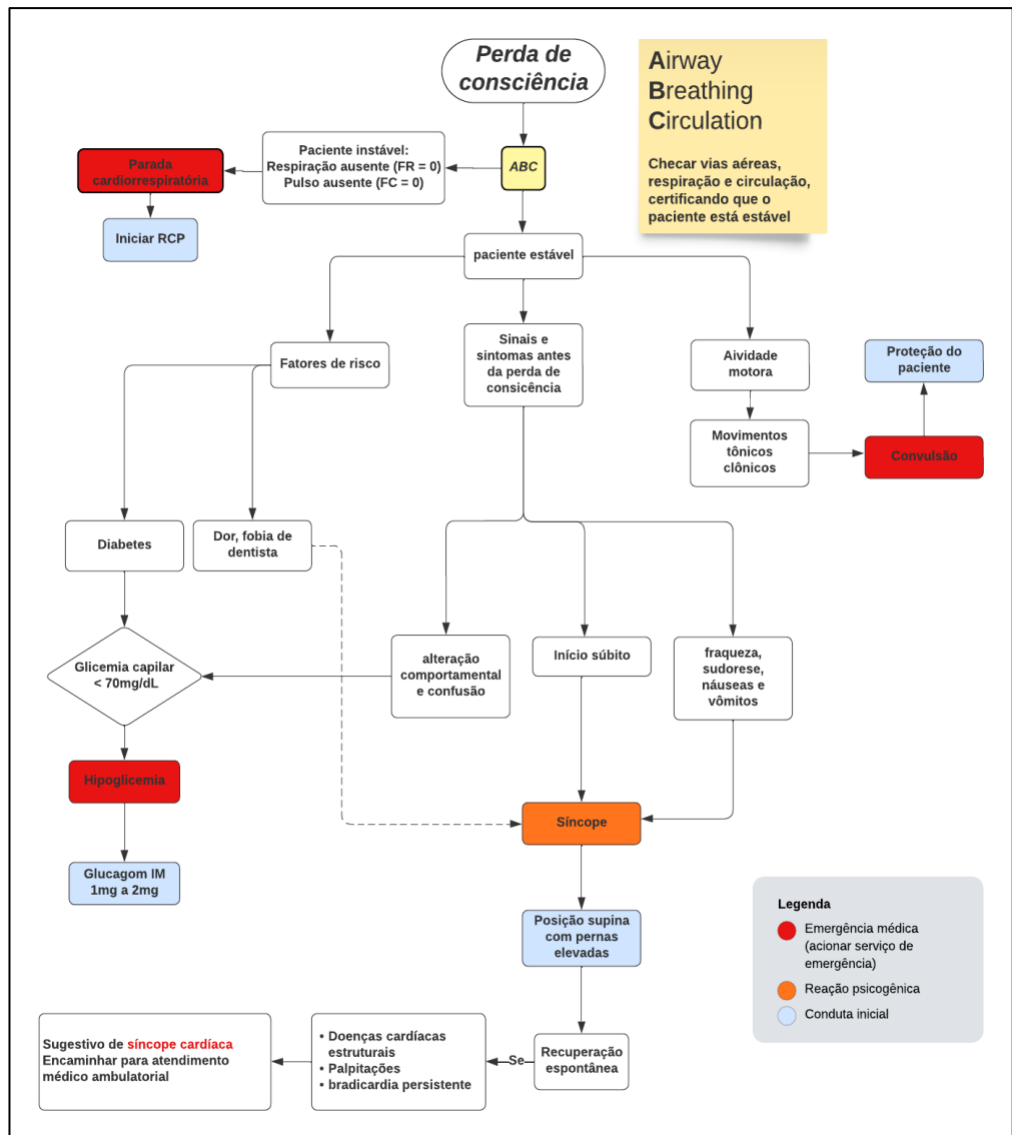 Perda de
consciência
Airway
Breathing
Circulation
Checar vias aéreas,
respiração e circulação,
certificando que o
paciente está estável
ABC
Paciente instável:
Respiração ausente (FR = 0)
Pulso ausente (FC = 0)
Parada
cardiorrespiratória
Iniciar RCP
paciente estável
Fatores de risco
Sinais e
sintomas antes
da perda de
consicência
Aividade
motora
Proteção do
paciente
Movimentos
tônicos
clônicos
Convulsão
Diabetes
Dor, fobia de
dentista
Glicemia capilar
< 70mg/dL
alteração
comportamental
e confusão
Início súbito
fraqueza,
sudorese,
náuseas e
vômitos
Hipoglicemia
Síncope
Glucagom IM
1mg a 2mg
Posição supina
com pernas
elevadas
Legenda
Emergência médica
(acionar serviço de
emergência)
Reação psicogênica
Conduta inicial
Recuperação
espontânea
Se
• Doenças cardíacas
estruturais
• Palpitações
• bradicardia persistente
Sugestivo de síncope cardíaca
Encaminhar para atendimento
médico ambulatorial